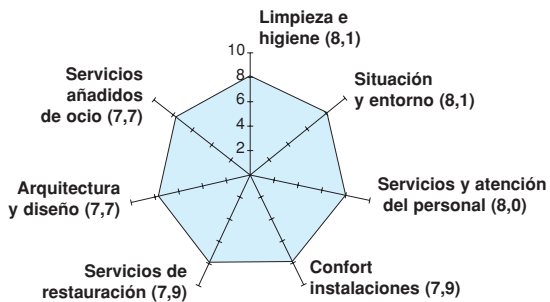 Limpieza e
higiene (8,1)
10
8
6
4
2
Situación
y entorno (8,1)
Servicios y atención
del personal (8,0)
Confort
instalaciones (7,9)
Servicios de
restauración (7,9)
Arquitectura
y diseño (7,7)
Servicios
añadidos
de ocio (7,7)